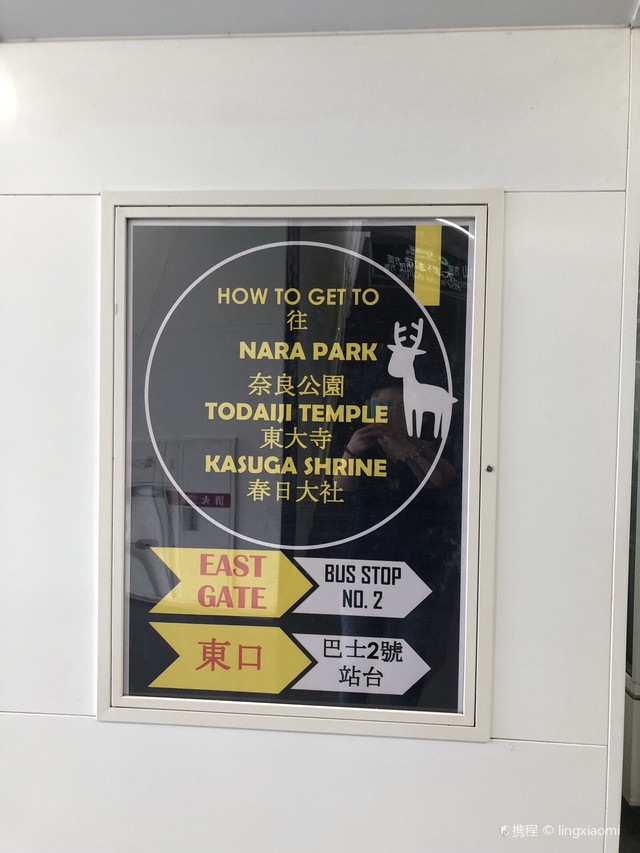 HOW TO GET TO
往
NARA PARK
奈良公園
TODAIJI TEMPLE
東大寺
KASUGA SHRINE
春日大社
EAST
GATE
BUS STOP
NO. 2
東口
巴士2號
站台
携程 © lingxiaomi